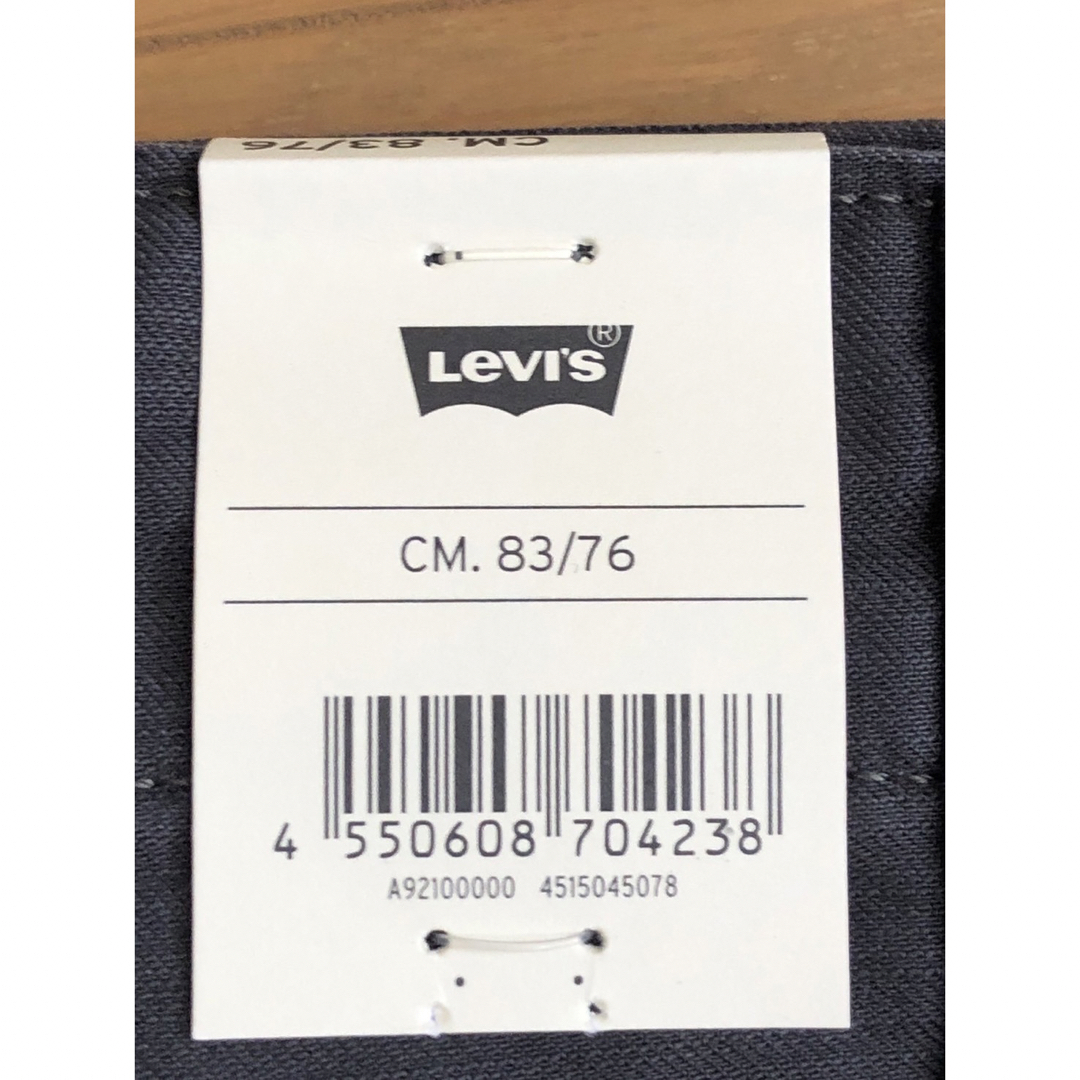 CM. 83/76
LEVI'S ®
CM. 83/76
4 550608 704238
A92100000 4515045078